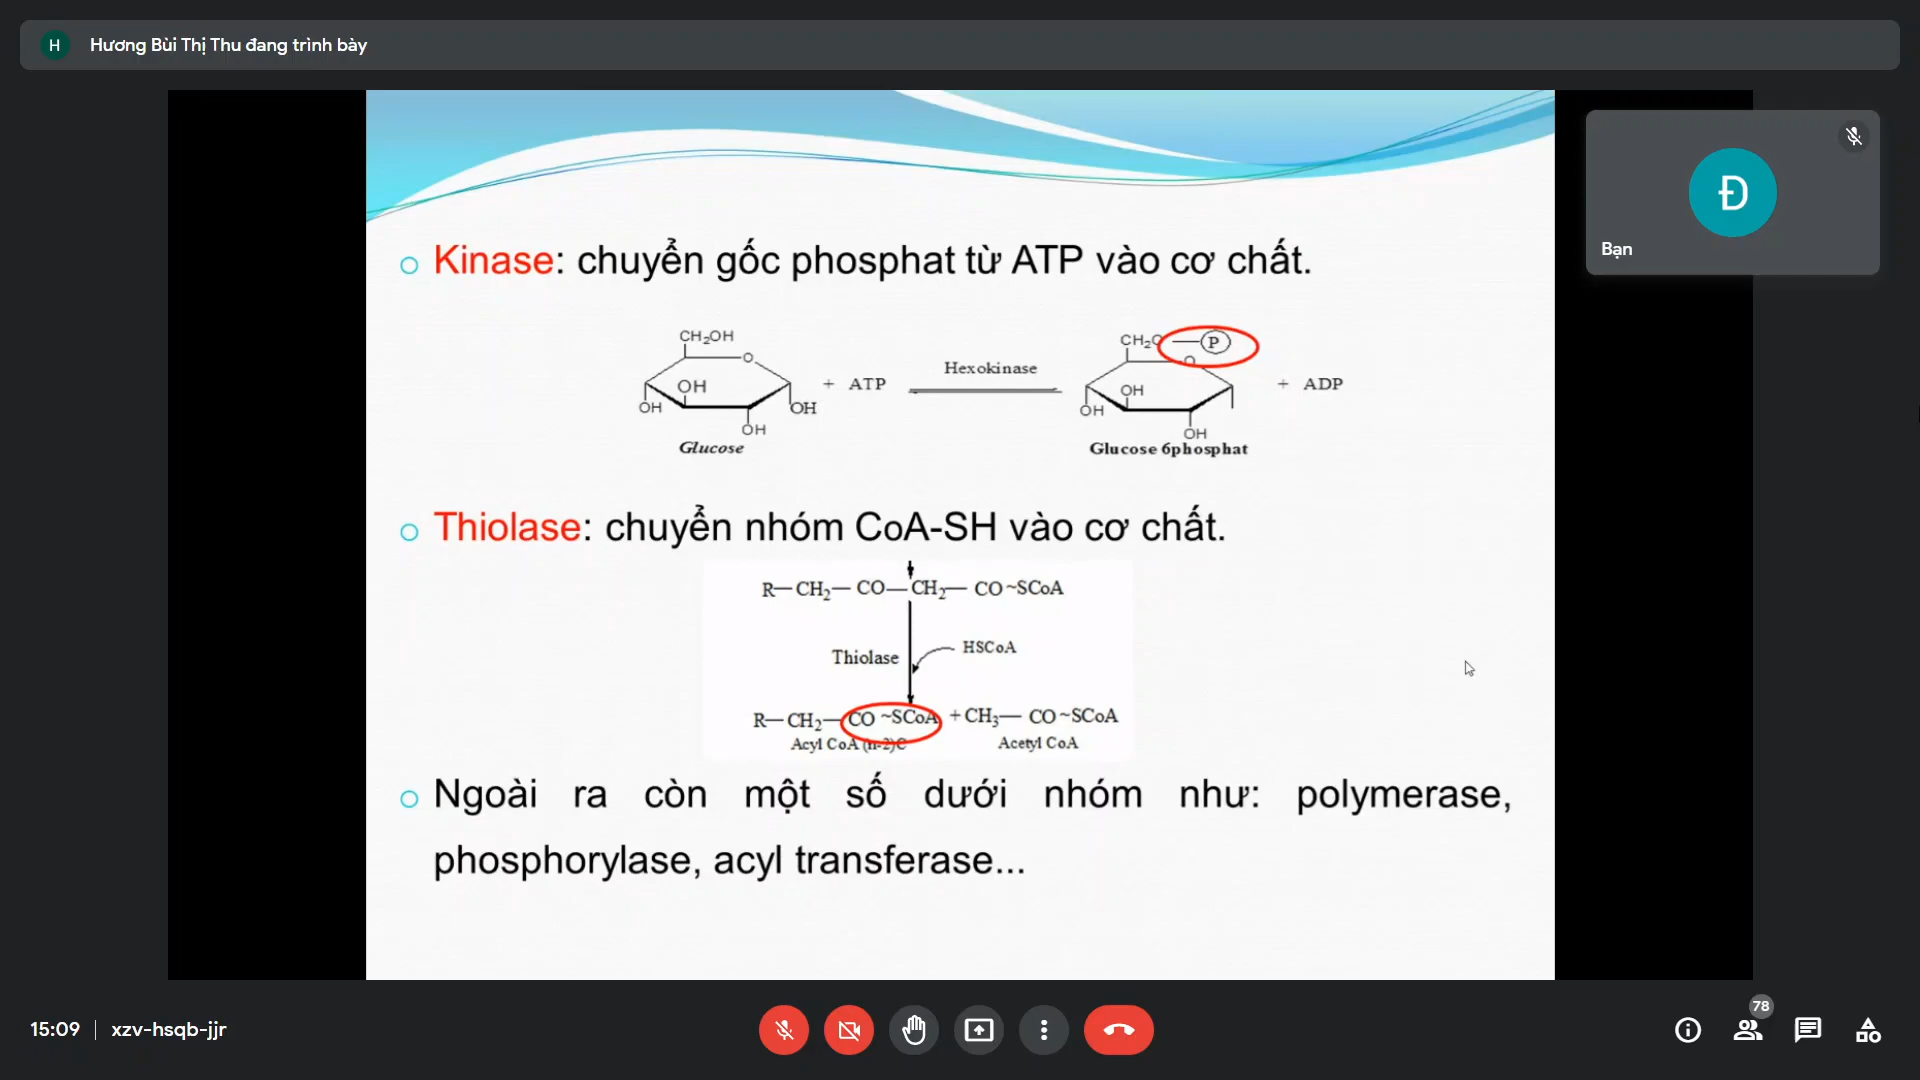 H Hương Bùi Thị Thu đang trình bày
Đ
Bạn
Kinase: chuyển gốc phosphat từ ATP vào cơ chất.
CH₂OH
O
OH
OH
OH
OH
Glucose
+ ATP
Hexokinase
CH₂O — P
O
OH
OH
OH
Glucose 6phosphat
+ ADP
Thiolase: chuyển nhóm CoA-SH vào cơ chất.
R—CH₂— CO—CH₂— CO ~SCoA
Thiolase
HSCoA
R—CH₂—CO ~SCoA + CH₃— CO ~SCoA
Acyl CoA (n-2)C Acetyl CoA
Ngoài ra còn một số dưới nhóm như: polymerase,
phosphorylase, acyl transferase...
15:09 | xzv-hsqb-jjr
78